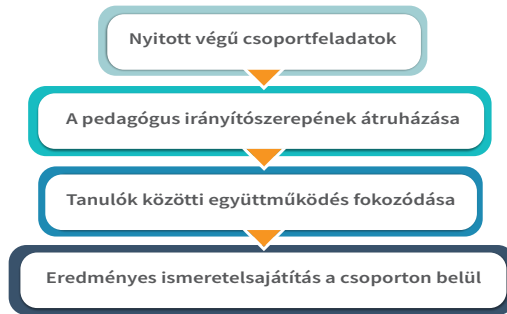 Nyitott végű csoportfeladatok
A pedagógus irányítószerepének átruházása
Tanulók közötti együttműködés fokozódása
Eredményes ismeretelsajátítás a csoporton belül